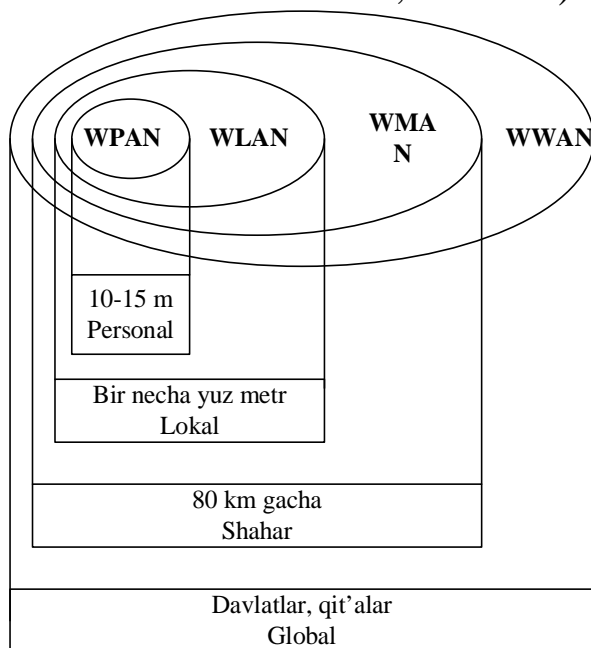 WPAN
WLAN
WMA
N
WWAN
10-15 m
Personal
Bir necha yuz metr
Lokal
80 km gacha
Shahar
Davlatlar, qit’alar
Global